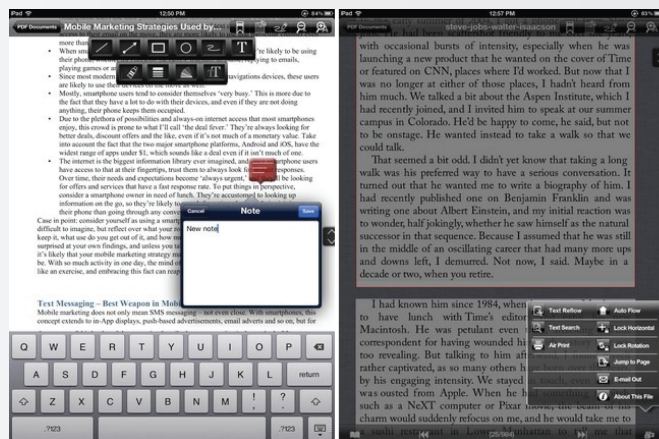 iPad
12:50 PM
84%
PDF Documents
Mobile Marketing Strategies Used by...
T
T
more than
When
're likely to be using
their phone
replying to emails,
playing games or
Since most modern
navigations devices, these users
are likely to use
Mostly, smartphone users tend to consider themselves 'very busy.' This is more due to
the fact that they have a lot to do with their devices, and even if they are not doing
anything, their phone keeps them occupied.
Due to the plethora of possibilities and always-on internet access that most smartphones
enjoy, this crowd is prone to what I'll call 'the deal fever.' They're always looking for
better deals, discount offers and the like, even if it's not much of a monetary value. Take
into account the fact that the two major smartphone platforms, Android and iOS, have the
widest range of apps under $1, which sounds like a deal even if it isn't much of one.
The internet is the biggest information library ever imagined, and
smartphone users
have access to that at their fingertips, trust them to always look
responses.
Over time, their needs and expectations become 'always urgent,'
be looking
for offers and services that have a fast response rate. To put things in perspective,
consider a smartphone owner in need of lunch. They're accustomed to looking up
information on the go, so they're likely to
their phone than going through any
Case in point: consider yourself as using a
difficult to imagine, but reflect over what your
keep it, what use do you get out of it, and how
surprised at your own findings, and unless you
it's likely that your mobile marketing strategy
be. With so much activity in one day, the mind of
like an exercise, and embracing this fact can
Cancel
Note
Save
New note
Text Messaging – Best Weapon in
Mobile marketing does not only mean SMS messaging – not even close. With smartphones, this
concept extends to in-App displays, push-based advertisements, email adverts and so on, but for
Q W E R T Y U I O P
A S D F G H J K L return
Z X C V B N M ! , ? .
.?123
.?123
iPad
12:57 PM
83%
PDF Documents
steve-jobs-walter-isaacson
with occasional bursts of intensity, especially when he was
launching a new product that he wanted on the cover of Time
or featured on CNN, places where I'd worked. But now that I
was no longer at either of those places, I hadn't heard from
him much. We talked a bit about the Aspen Institute, which I
had recently joined, and I invited him to speak at our summer
campus in Colorado. He'd be happy to come, he said, but not
to be onstage. He wanted instead to take a walk so that we
could talk.
That seemed a bit odd. I didn't yet know that taking a long
walk was his preferred way to have a serious conversation. It
turned out that he wanted me to write a biography of him. I
had recently published one on Benjamin Franklin and was
writing one about Albert Einstein, and my initial reaction was
to wonder, half jokingly, whether he saw himself as the natural
successor in that sequence. Because I assumed that he was still
in the middle of an oscillating career that had many more ups
and downs left, I demurred. Not now, I said. Maybe in a
decade or two, when you retire.
I had known him since 1984, when
to have lunch with Time's editors
Macintosh. He was petulant even
correspondent for having wounded him
too revealing. But talking to him
rather captivated, as so many others
by his engaging intensity. We stayed
was ousted from Apple. When he
such as a NeXT computer or Pixar
charm would suddenly refocus on me, and he would take me to
a sushi restaurant in Lower Manhattan to tell me that
Text Reflow
Auto Flow
Text Search
Lock Horizontal
Air Print
Lock Rotation
Jump to Page
E-mail Out
About This File